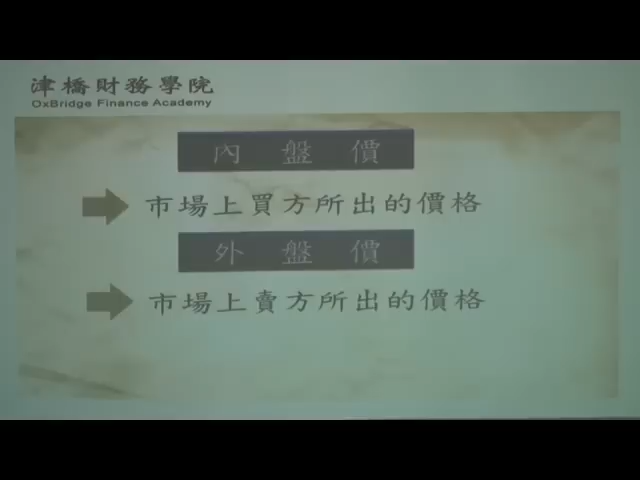 津橋財務學院
OxBridge Finance Academy
內盤價
市場上買方所出的價格
外盤價
市場上賣方所出的價格